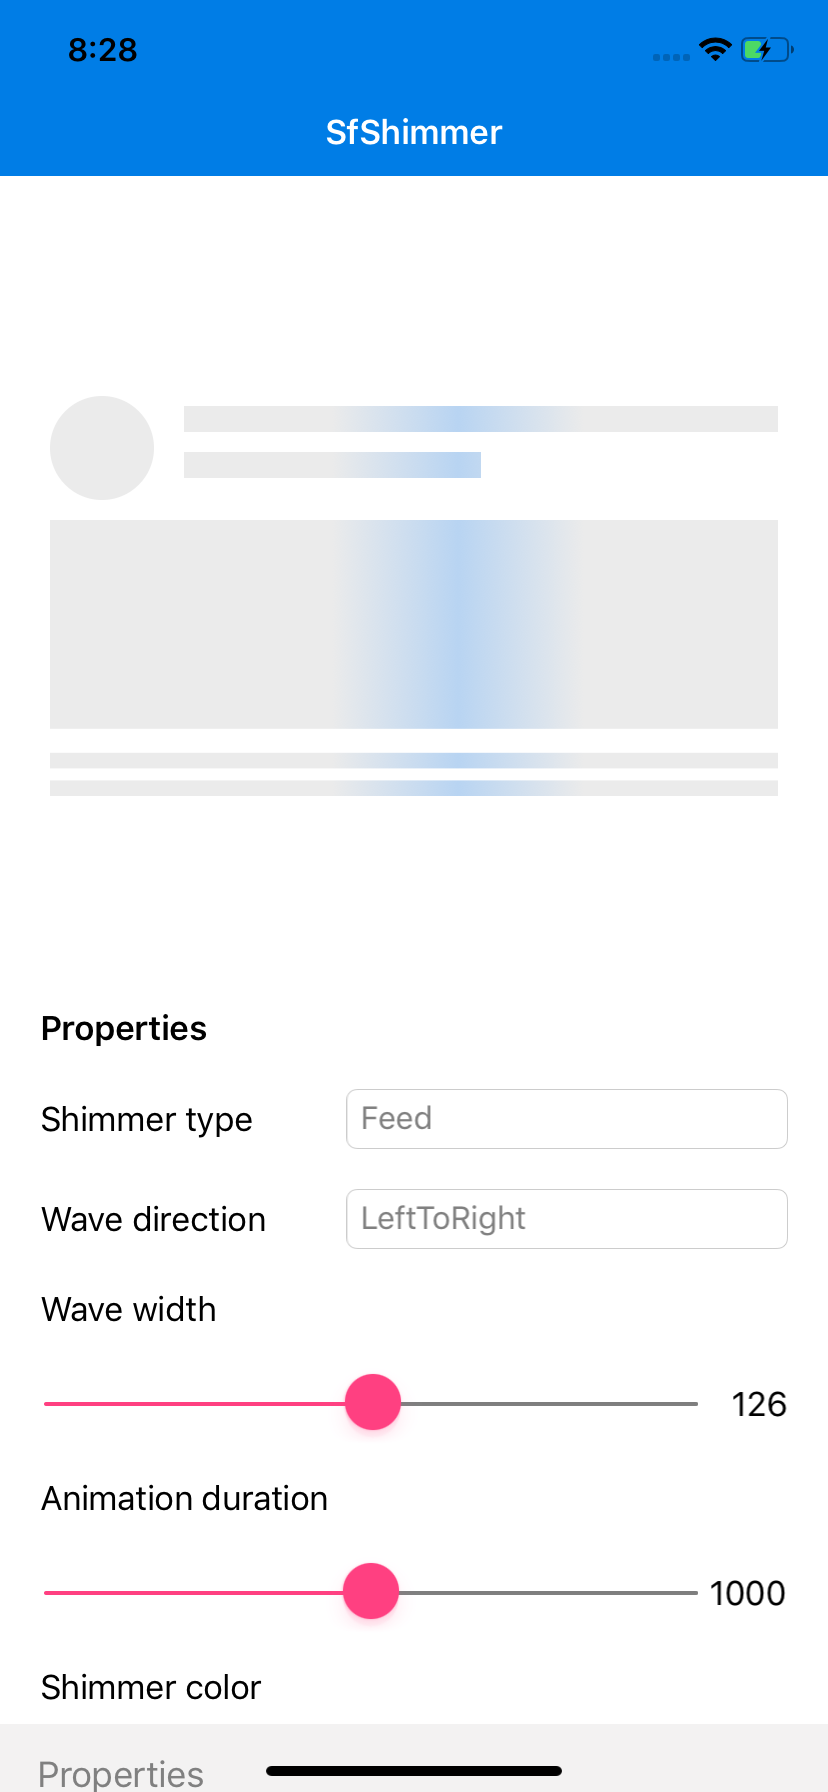 8:28
SfShimmer
Properties
Shimmer type Feed
Wave direction LeftToRight
Wave width
126
Animation duration
1000
Shimmer color
Properties